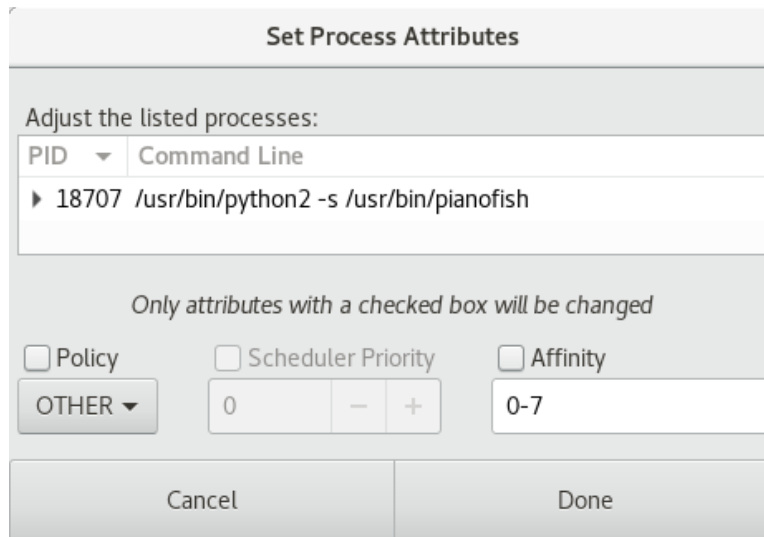 Set Process Attributes
Adjust the listed processes:
PID Command Line
18707 /usr/bin/python2 -s /usr/bin/pianofish
Only attributes with a checked box will be changed
Policy Scheduler Priority Affinity
OTHER 0 − + 0-7
Cancel Done